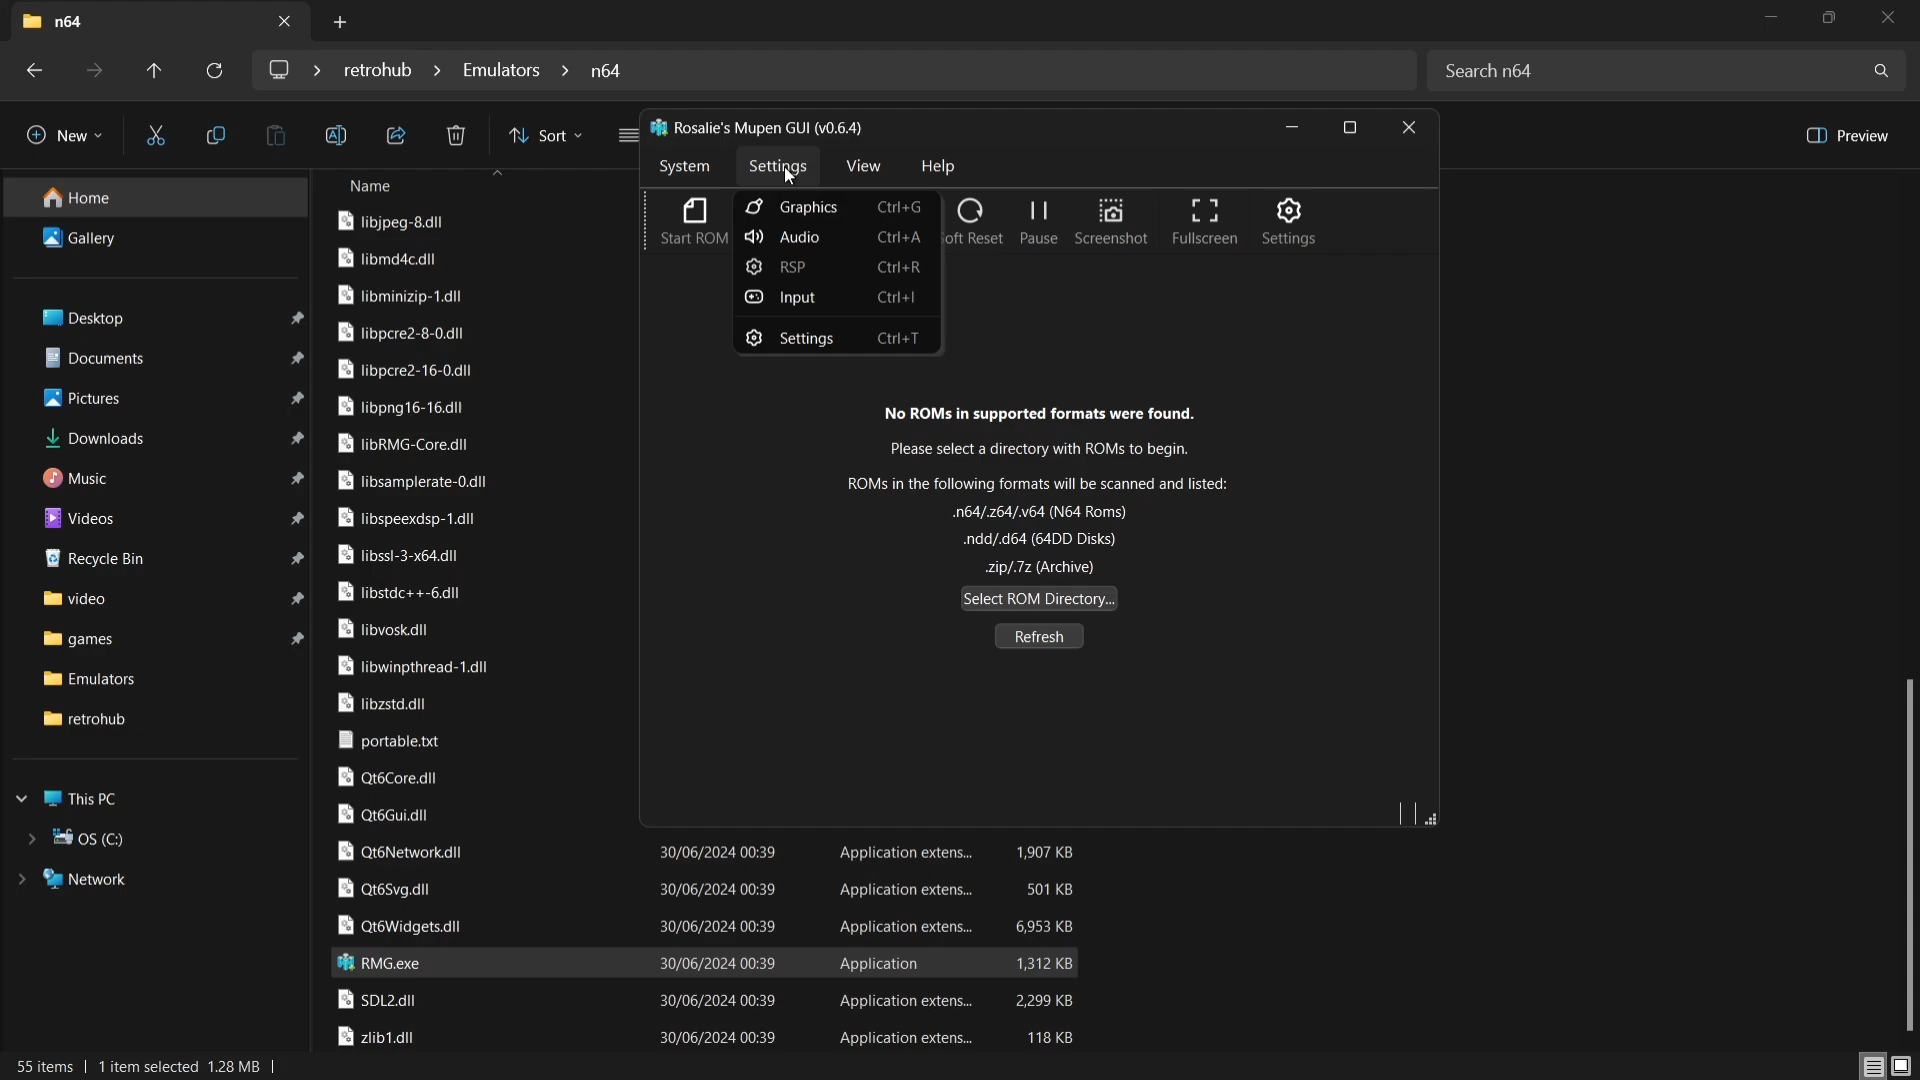 n64
retrohub
Emulators
n64
Search n64
New
Sort
Preview
Home
Gallery
Desktop
Documents
Pictures
Downloads
Music
Videos
Recycle Bin
video
games
Emulators
retrohub
This PC
OS (C:)
Network
Name
libjpeg-8.dll
libmd4c.dll
libminizip-1.dll
libpcre2-8-0.dll
libpcre2-16-0.dll
libpng16-16.dll
libRMG-Core.dll
libsamplerate-0.dll
libspeexdsp-1.dll
libssl-3-x64.dll
libstdc++-6.dll
libvosk.dll
libwinpthread-1.dll
libzstd.dll
portable.txt
Qt6Core.dll
Qt6Gui.dll
Qt6Network.dll 30/06/2024 00:39 Application extens... 1,907 KB
Qt6Svg.dll 30/06/2024 00:39 Application extens... 501 KB
Qt6Widgets.dll 30/06/2024 00:39 Application extens... 6,953 KB
RMG.exe 30/06/2024 00:39 Application 1,312 KB
SDL2.dll 30/06/2024 00:39 Application extens... 2,299 KB
zlib1.dll 30/06/2024 00:39 Application extens... 118 KB
Rosalie's Mupen GUI (v0.6.4)
System Settings View Help
Start ROM
oft Reset Pause Screenshot Fullscreen Settings
Graphics Ctrl+G
Audio Ctrl+A
RSP Ctrl+R
Input Ctrl+I
Settings Ctrl+T
No ROMs in supported formats were found.
Please select a directory with ROMs to begin.
ROMs in the following formats will be scanned and listed:
.n64/.z64/.v64 (N64 Roms)
.ndd/.d64 (64DD Disks)
.zip/.7z (Archive)
Select ROM Directory...
Refresh
55 items 1 item selected 1.28 MB